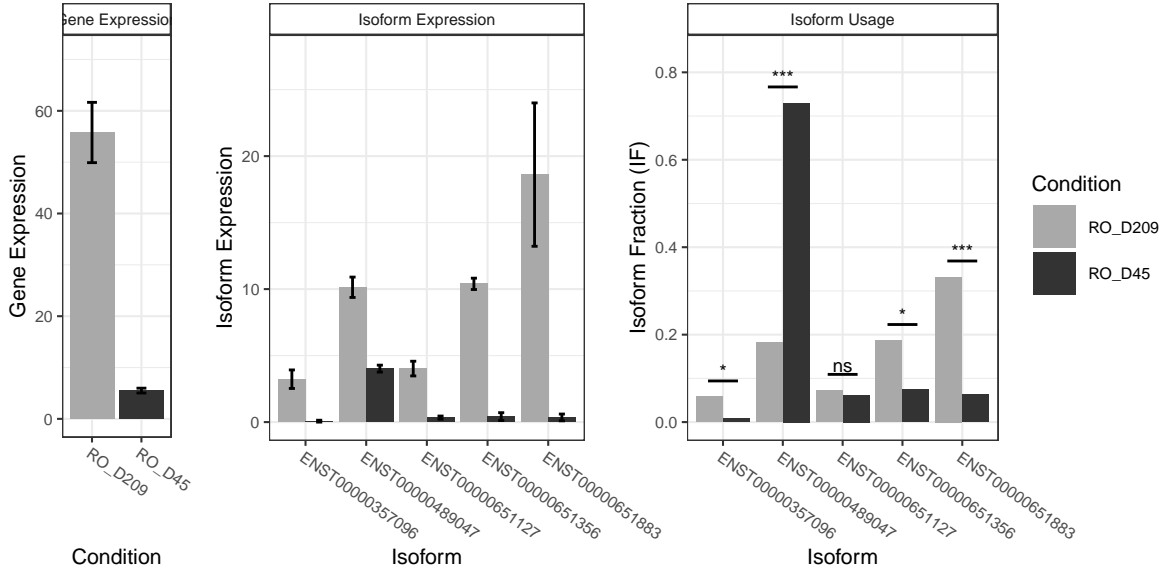 Gene Expression
60
40
20
0
Gene Expression
RO_D209
RO_D45
Condition
Isoform Expression
20
10
0
Isoform Expression
ENST00000357096
ENST00000489047
ENST00000651127
ENST00000651356
ENST00000651883
Isoform
Isoform Usage
0.8
0.6
0.4
0.2
0.0
Isoform Fraction (IF)
*
***
ns
*
***
ENST00000357096
ENST00000489047
ENST00000651127
ENST00000651356
ENST00000651883
Isoform
Condition
RO_D209
RO_D45